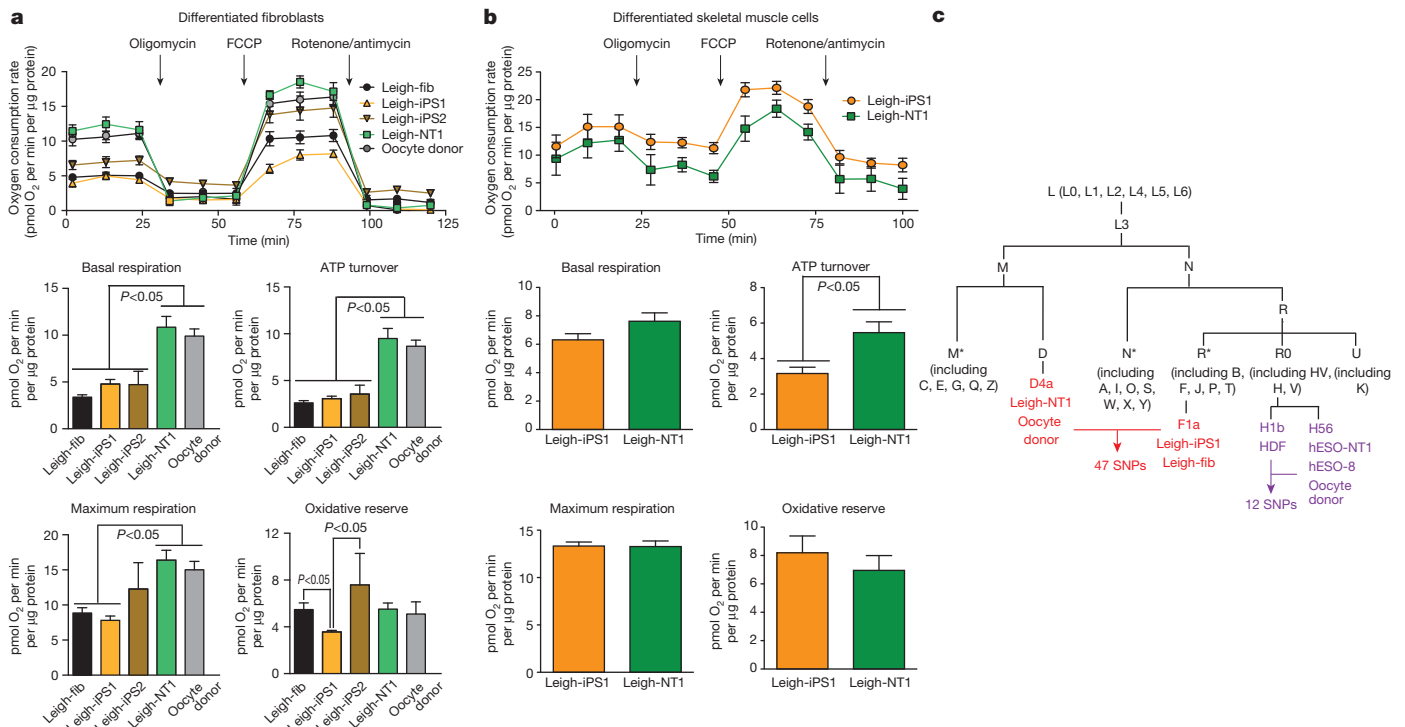 a
Differentiated fibroblasts
Oligomycin
FCCP
Rotenone/antimycin
Oxygen consumption rate
(pmol O2 per min per µg protein)
20
15
10
5
0
0
25
50
75
100
125
Time (min)
Leigh-fib
Leigh-iPS1
Leigh-iPS2
Leigh-NT1
Oocyte donor
Basal respiration
pmol O2 per min
per µg protein
15
10
5
0
P<0.05
Leigh-fib
Leigh-iPS1
Leigh-iPS2
Leigh-NT1
Oocyte
donor
ATP turnover
pmol O2 per min
per µg protein
15
10
5
0
P<0.05
Leigh-fib
Leigh-iPS1
Leigh-iPS2
Leigh-NT1
Oocyte
donor
Maximum respiration
pmol O2 per min
per µg protein
20
15
10
5
0
P<0.05
Leigh-fib
Leigh-iPS1
Leigh-iPS2
Leigh-NT1
Oocyte
donor
Oxidative reserve
pmol O2 per min
per µg protein
12
8
4
0
P<0.05
P<0.05
Leigh-fib
Leigh-iPS1
Leigh-iPS2
Leigh-NT1
Oocyte
donor
b
Differentiated skeletal muscle cells
Oligomycin
FCCP
Rotenone/antimycin
Oxygen consumption rate
(pmol O2 per min per µg protein)
25
20
15
10
5
0
0
25
50
75
100
Time (min)
Leigh-iPS1
Leigh-NT1
Basal respiration
pmol O2 per min
per µg protein
10
8
6
4
2
0
Leigh-iPS1
Leigh-NT1
ATP turnover
pmol O2 per min
per µg protein
8
6
4
2
0
P<0.05
Leigh-iPS1
Leigh-NT1
Maximum respiration
pmol O2 per min
per µg protein
15
10
5
0
Leigh-iPS1
Leigh-NT1
Oxidative reserve
pmol O2 per min
per µg protein
10
8
6
4
2
0
Leigh-iPS1
Leigh-NT1
c
L (L0, L1, L2, L4, L5, L6)
L3
M
N
R
M*
(including
C, E, G, Q, Z)
D
D4a
Leigh-NT1
Oocyte
donor
N*
(including
A, I, O, S,
W, X, Y)
R*
(including B,
F, J, P, T)
F1a
Leigh-iPS1
Leigh-fib
47 SNPs
R0
(including HV,
H, V)
U
(including
K)
H1b
HDF
H56
hESO-NT1
hESO-8
Oocyte
donor
12 SNPs